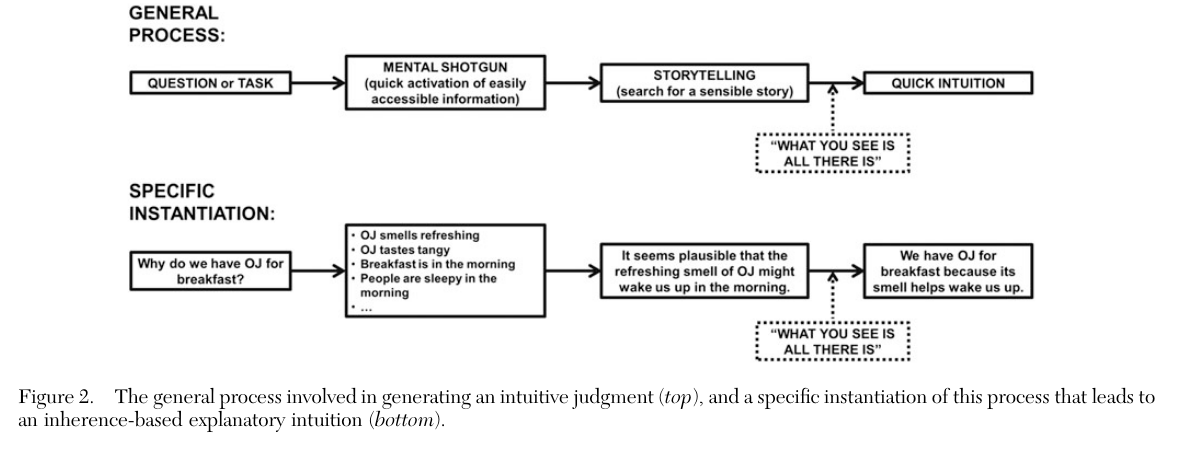 GENERAL
PROCESS:
QUESTION or TASK
MENTAL SHOTGUN
(quick activation of easily
accessible information)
STORYTELLING
(search for a sensible story)
QUICK INTUITION
“WHAT YOU SEE IS
ALL THERE IS”
SPECIFIC
INSTANTIATION:
Why do we have OJ for
breakfast?
• OJ smells refreshing
• OJ tastes tangy
• Breakfast is in the morning
• People are sleepy in the
morning
• ...
It seems plausible that the
refreshing smell of OJ might
wake us up in the morning.
We have OJ for
breakfast because its
smell helps wake us up.
“WHAT YOU SEE IS
ALL THERE IS”
Figure 2. The general process involved in generating an intuitive judgment (top), and a specific instantiation of this process that leads to
an inherence-based explanatory intuition (bottom).